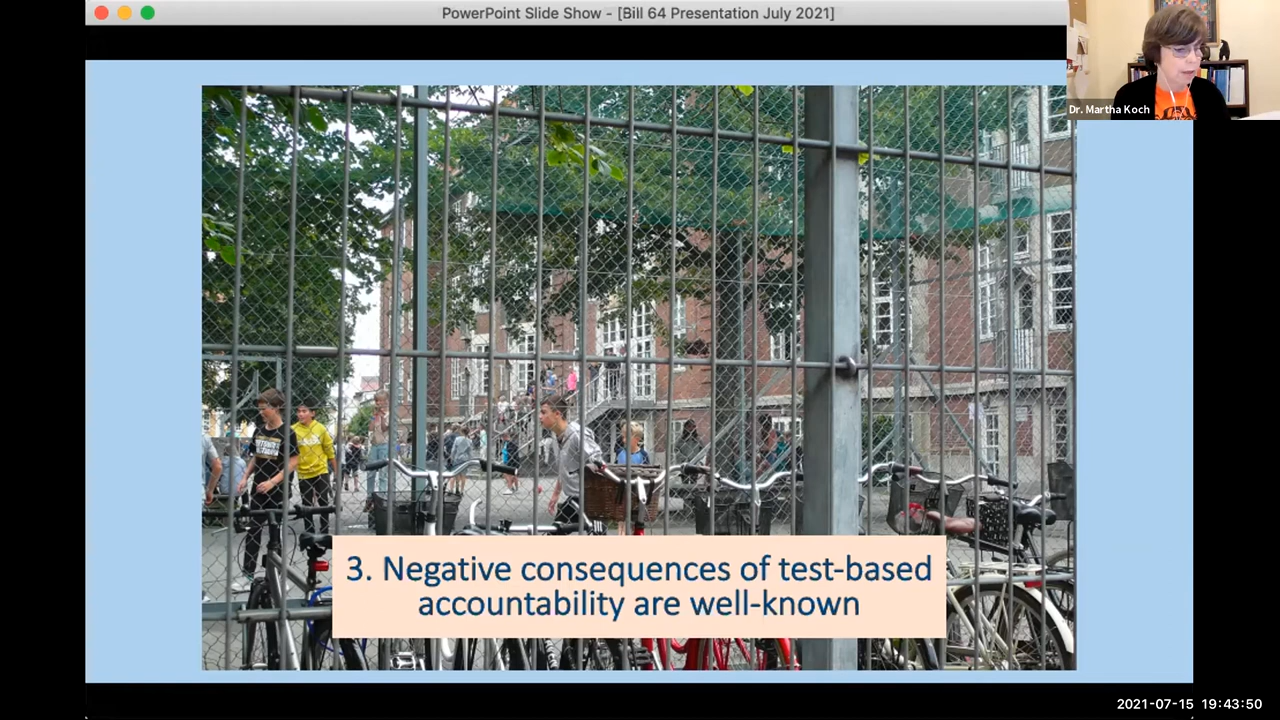 PowerPoint Slide Show - [Bill 64 Presentation July 2021]
Dr. Martha Koch
3. Negative consequences of test-based
accountability are well-known
2021-07-15 19:43:50